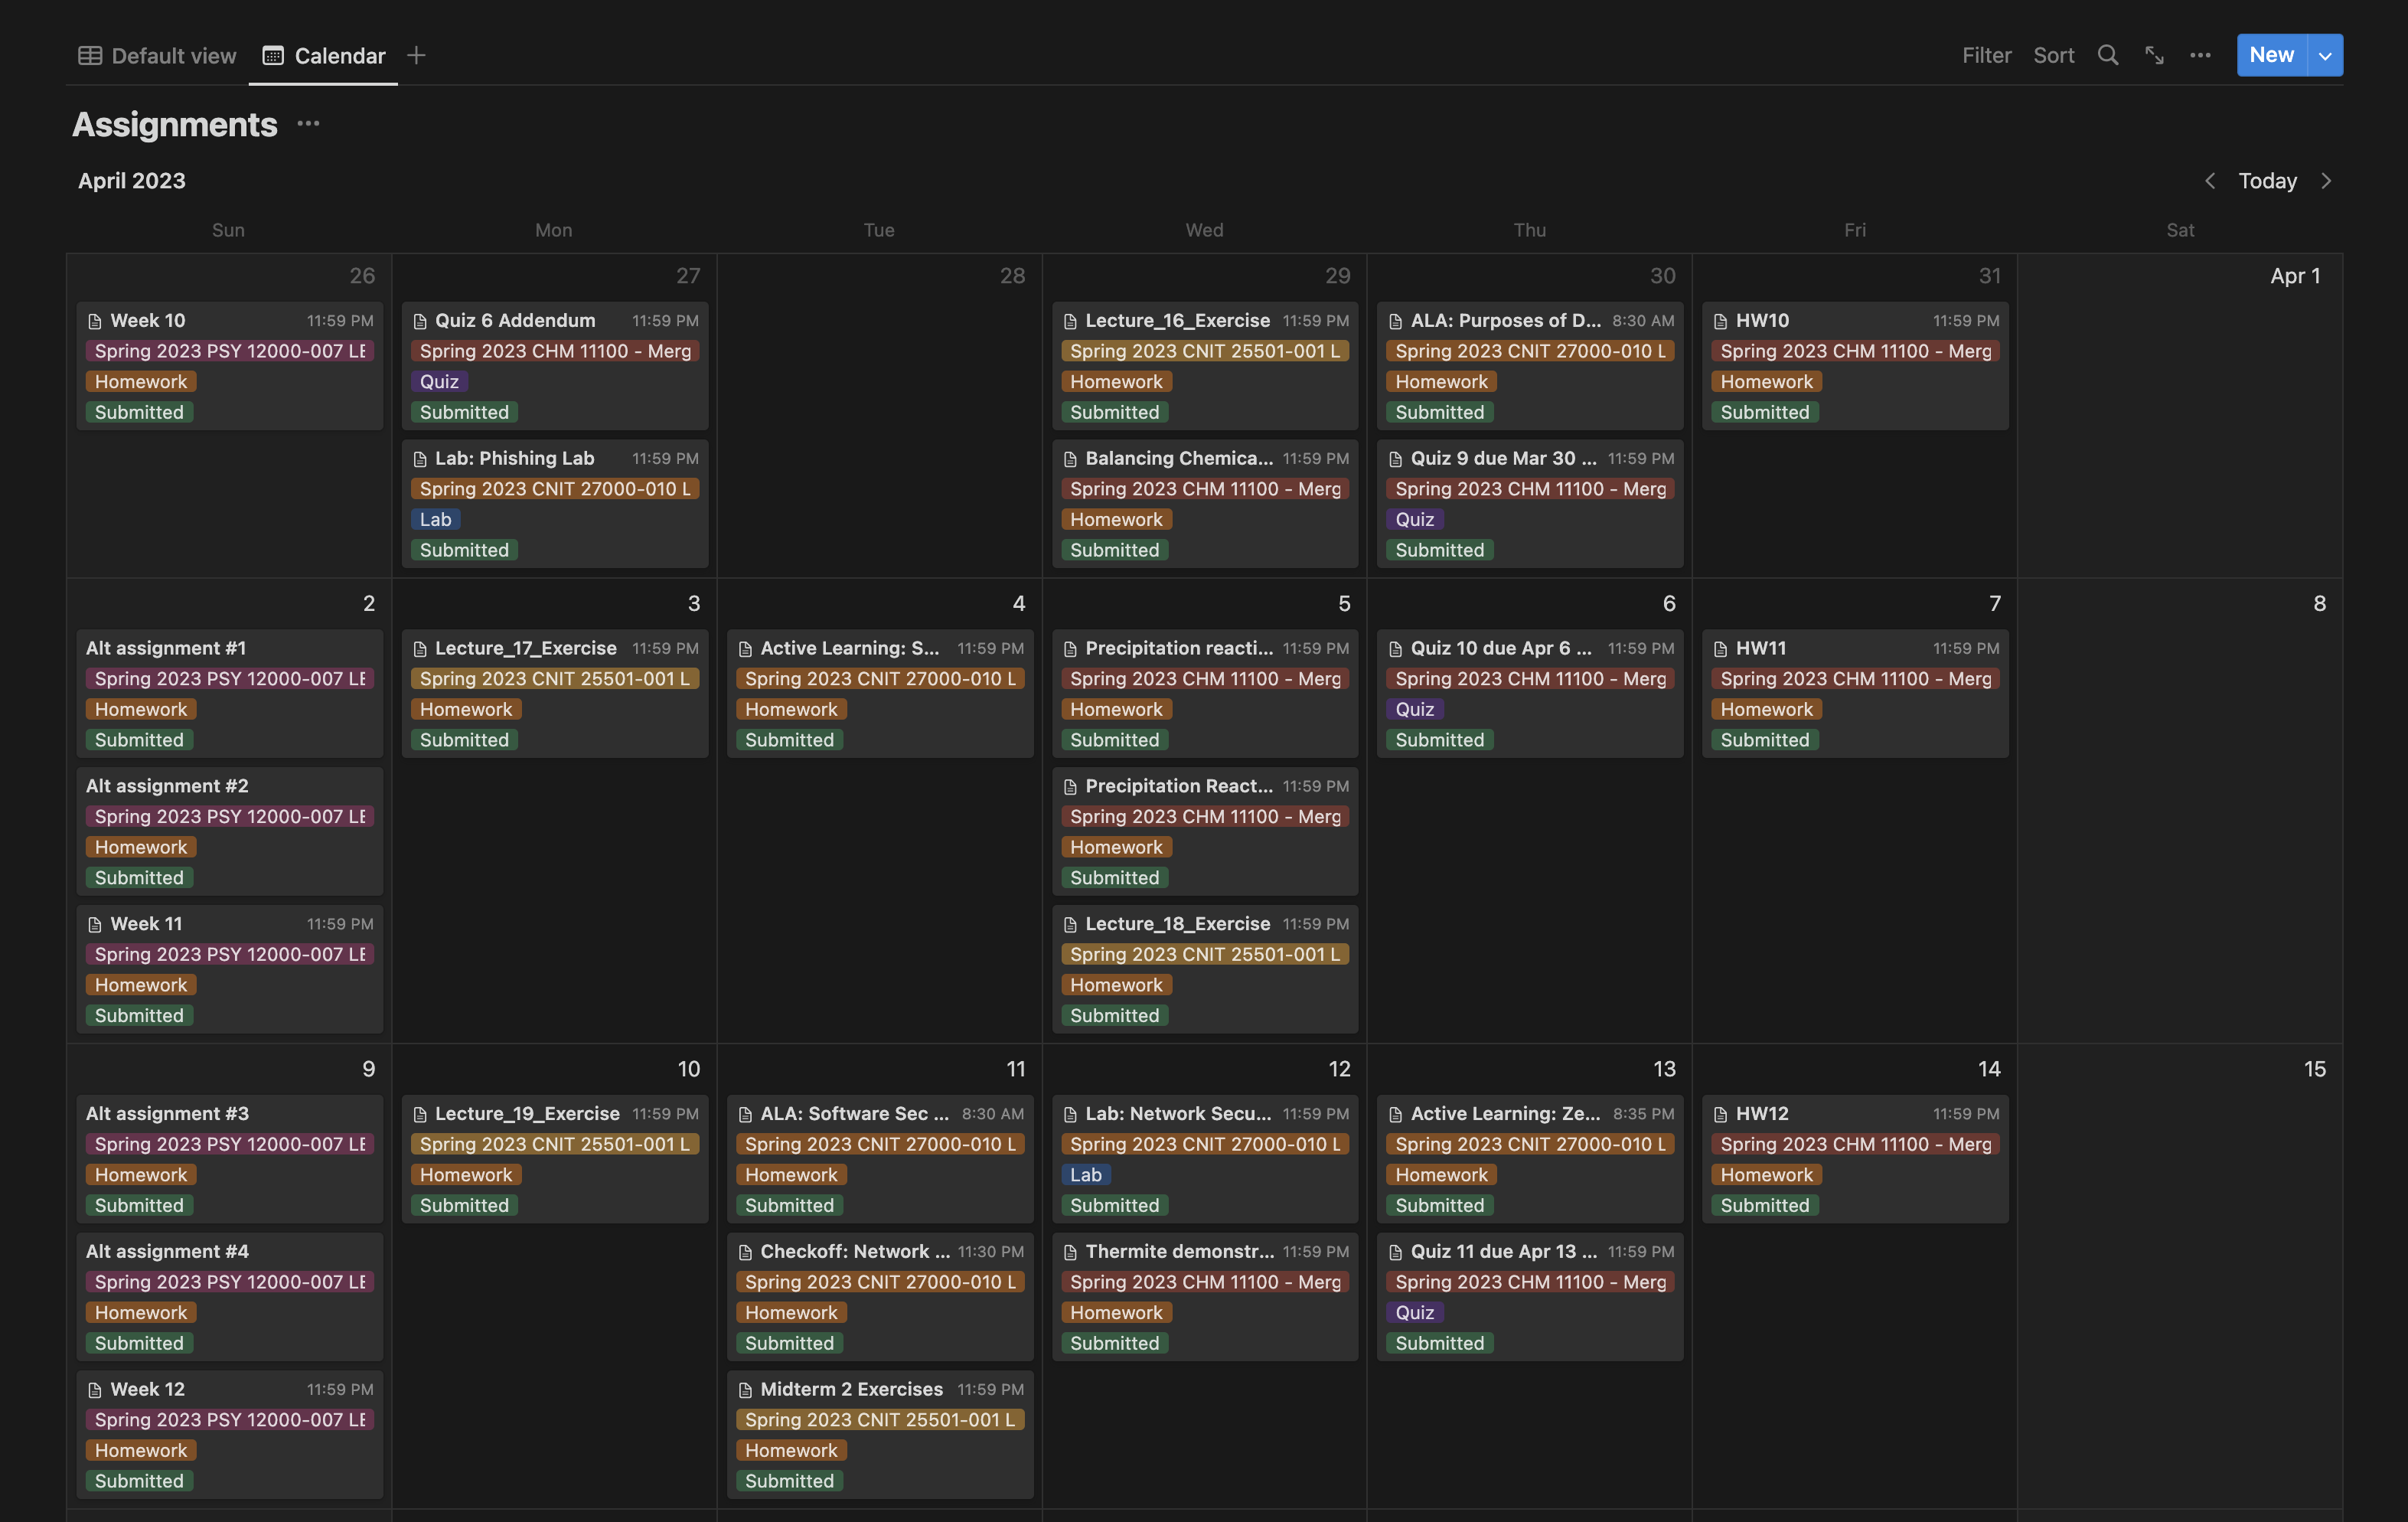 Default view
Calendar
Filter
Sort
New
Assignments
April 2023
Today
Sun
Mon
Tue
Wed
Thu
Fri
Sat
26
Week 10 11:59 PM
Spring 2023 PSY 12000-007 LE
Homework
Submitted
27
Quiz 6 Addendum 11:59 PM
Spring 2023 CHM 11100 - Merg
Quiz
Submitted
Lab: Phishing Lab 11:59 PM
Spring 2023 CNIT 27000-010 L
Lab
Submitted
28
29
Lecture_16_Exercise 11:59 PM
Spring 2023 CNIT 25501-001 L
Homework
Submitted
Balancing Chemica... 11:59 PM
Spring 2023 CHM 11100 - Merg
Homework
Submitted
30
ALA: Purposes of D... 8:30 AM
Spring 2023 CNIT 27000-010 L
Homework
Submitted
Quiz 9 due Mar 30 ... 11:59 PM
Spring 2023 CHM 11100 - Merg
Quiz
Submitted
31
HW10 11:59 PM
Spring 2023 CHM 11100 - Merg
Homework
Submitted
Apr 1
2
Alt assignment #1
Spring 2023 PSY 12000-007 LE
Homework
Submitted
Alt assignment #2
Spring 2023 PSY 12000-007 LE
Homework
Submitted
Week 11 11:59 PM
Spring 2023 PSY 12000-007 LE
Homework
Submitted
3
Lecture_17_Exercise 11:59 PM
Spring 2023 CNIT 25501-001 L
Homework
Submitted
4
Active Learning: S... 11:59 PM
Spring 2023 CNIT 27000-010 L
Homework
Submitted
5
Precipitation reacti... 11:59 PM
Spring 2023 CHM 11100 - Merg
Homework
Submitted
Precipitation React... 11:59 PM
Spring 2023 CHM 11100 - Merg
Homework
Submitted
Lecture_18_Exercise 11:59 PM
Spring 2023 CNIT 25501-001 L
Homework
Submitted
6
Quiz 10 due Apr 6 ... 11:59 PM
Spring 2023 CHM 11100 - Merg
Quiz
Submitted
7
HW11 11:59 PM
Spring 2023 CHM 11100 - Merg
Homework
Submitted
8
9
Alt assignment #3
Spring 2023 PSY 12000-007 LE
Homework
Submitted
Alt assignment #4
Spring 2023 PSY 12000-007 LE
Homework
Submitted
Week 12 11:59 PM
Spring 2023 PSY 12000-007 LE
Homework
Submitted
10
Lecture_19_Exercise 11:59 PM
Spring 2023 CNIT 25501-001 L
Homework
Submitted
11
ALA: Software Sec ... 8:30 AM
Spring 2023 CNIT 27000-010 L
Homework
Submitted
Checkoff: Network ... 11:30 PM
Spring 2023 CNIT 27000-010 L
Homework
Submitted
Midterm 2 Exercises 11:59 PM
Spring 2023 CNIT 25501-001 L
Homework
Submitted
12
Lab: Network Secu... 11:59 PM
Spring 2023 CNIT 27000-010 L
Lab
Submitted
Thermite demonstr... 11:59 PM
Spring 2023 CHM 11100 - Merg
Homework
Submitted
13
Active Learning: Ze... 8:35 PM
Spring 2023 CNIT 27000-010 L
Homework
Submitted
Quiz 11 due Apr 13 ... 11:59 PM
Spring 2023 CHM 11100 - Merg
Quiz
Submitted
14
HW12 11:59 PM
Spring 2023 CHM 11100 - Merg
Homework
Submitted
15